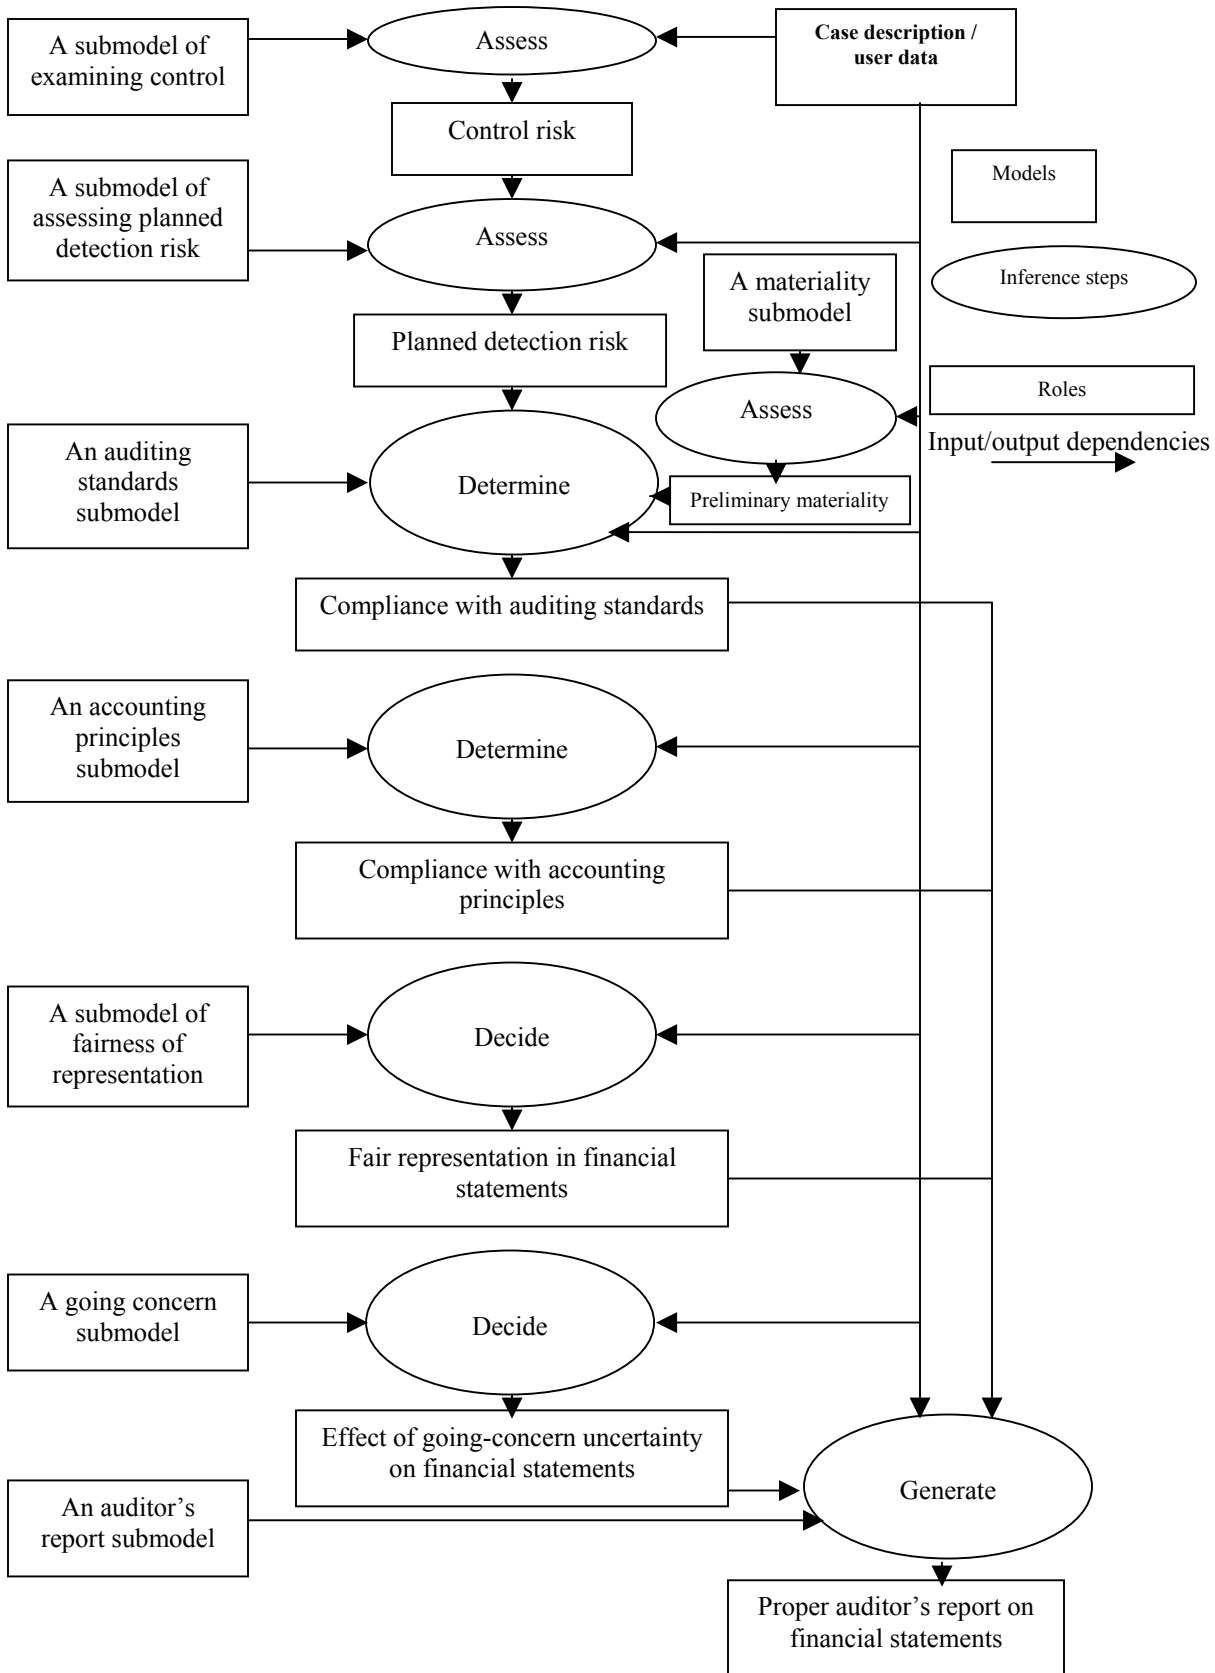 A submodel of
examining control
Assess
Case description /
user data
Control risk
Models
A submodel of
assessing planned
detection risk
Assess
A materiality
submodel
Inference steps
Planned detection risk
Assess
Roles
Input/output dependencies
An auditing
standards
submodel
Determine
Preliminary materiality
Compliance with auditing standards
An accounting
principles
submodel
Determine
Compliance with accounting
principles
A submodel of
fairness of
representation
Decide
Fair representation in financial
statements
A going concern
submodel
Decide
Effect of going-concern uncertainty
on financial statements
Generate
An auditor’s
report submodel
Proper auditor’s report on
financial statements